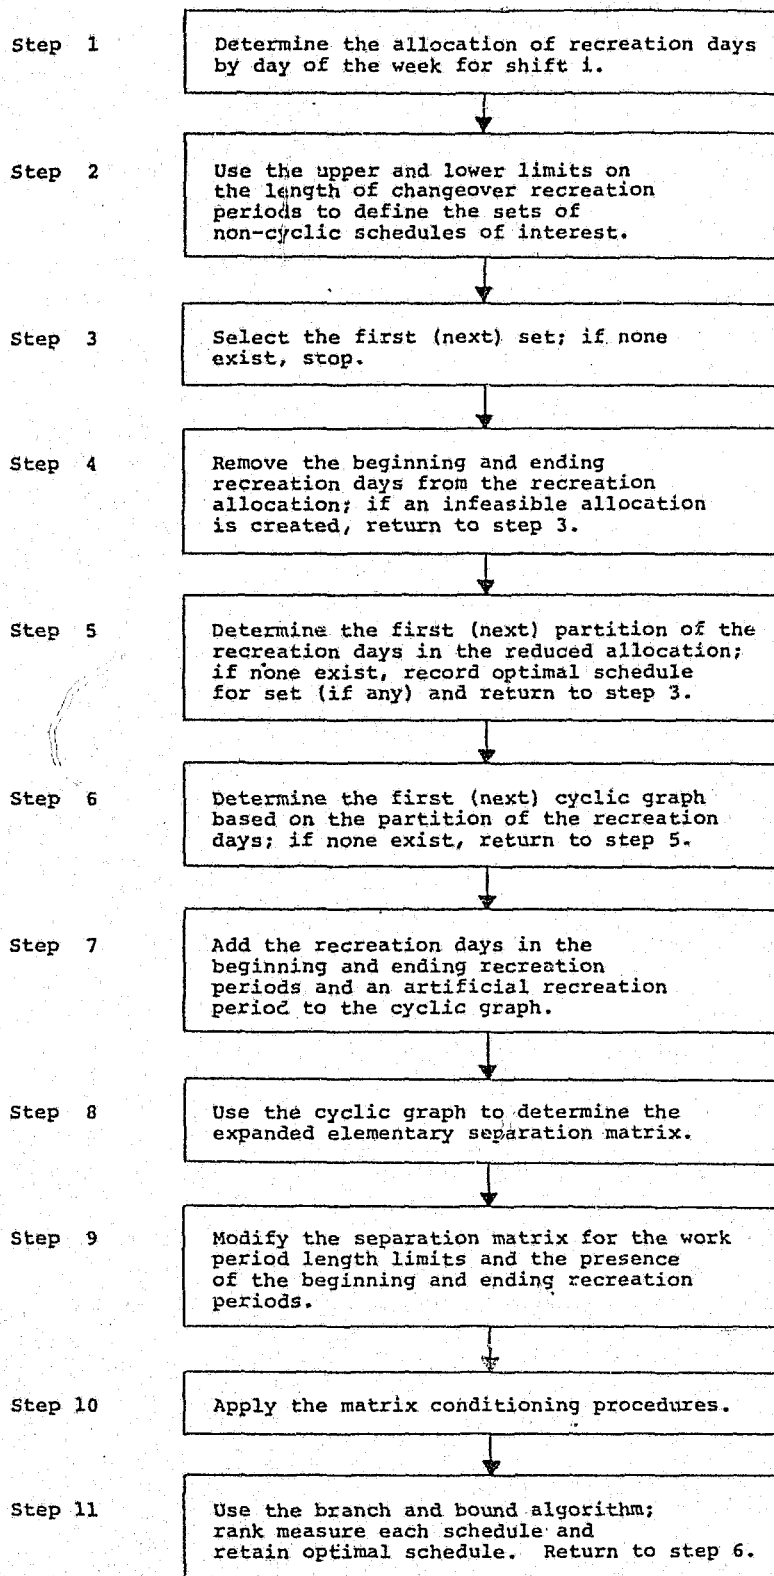 Step 1
Determine the allocation of recreation days
by day of the week for shift i.
Step 2
Use the upper and lower limits on
the length of changeover recreation
periods to define the sets of
non-cyclic schedules of interest.
Step 3
Select the first (next) set; if none
exist, stop.
Step 4
Remove the beginning and ending
recreation days from the recreation
allocation; if an infeasible allocation
is created, return to step 3.
Step 5
Determine the first (next) partition of the
recreation days in the reduced allocation;
if none exist, record optimal schedule
for set (if any) and return to step 3.
Step 6
Determine the first (next) cyclic graph
based on the partition of the recreation
days; if none exist, return to step 5.
Step 7
Add the recreation days in the
beginning and ending recreation
periods and an artificial recreation
period to the cyclic graph.
Step 8
Use the cyclic graph to determine the
expanded elementary separation matrix.
Step 9
Modify the separation matrix for the work
period length limits and the presence
of the beginning and ending recreation
periods.
Step 10
Apply the matrix conditioning procedures.
Step 11
Use the branch and bound algorithm;
rank measure each schedule and
retain optimal schedule. Return to step 6.